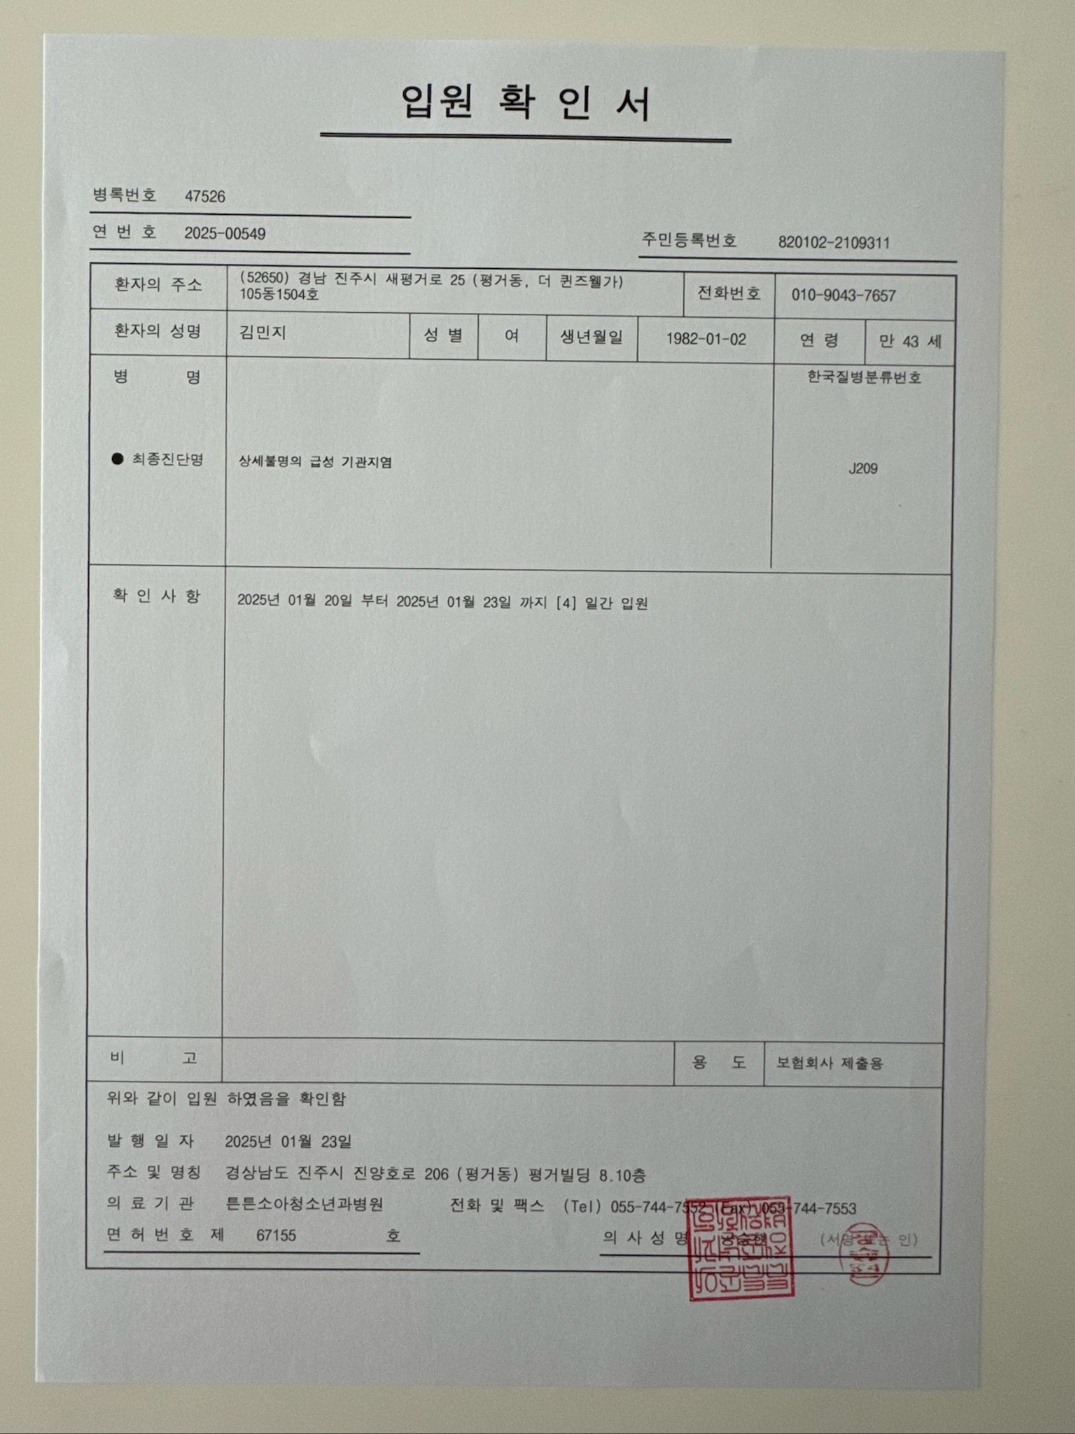 입원 확 인 서
병록번호 47526
연 번 호 2025-00549
주민등록번호 820102-2109311
환자의 주소 (52650) 경남 진주시 새평거로 25 (평거동, 더 퀸즈웰가)
105동1504호
전화번호 010-9043-7657
환자의 성명 김민지 성 별 여 생년월일 1982-01-02 연 령 만 43 세
병 명 한국질병분류번호
● 최종진단명 상세불명의 급성 기관지염 J209
확 인 사 항 2025년 01월 20일 부터 2025년 01월 23일 까지 [4] 일간 입원
비 고 용 도 보험회사 제출용
위와 같이 입원 하였음을 확인함
발 행 일 자 2025년 01월 23일
주소 및 명칭 경상남도 진주시 진양호로 206 (평거동) 평거빌딩 8.10층
의 료 기 관 튼튼소아청소년과병원 전화 및 팩스 (Tel) 055-744-7552 (Fax) 055-744-7553
면 허 번 호 제 67155 호 의 사 성 명 (서명 또는 인)